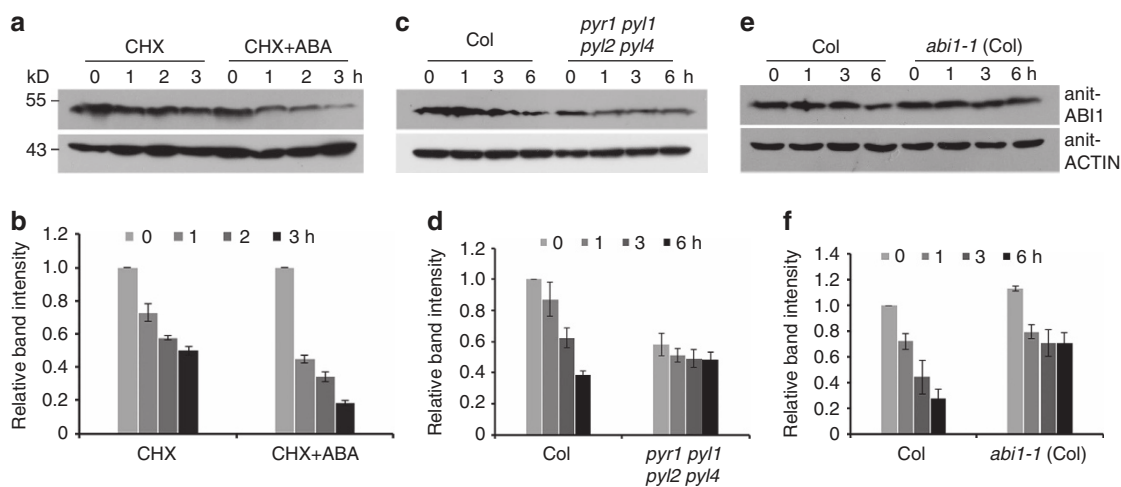 a
CHX CHX+ABA
kD 0 1 2 3 0 1 2 3 h
55
43
c
Col pyr1 pyl1
pyl2 pyl4
0 1 3 6 0 1 3 6 h
e
Col abi1-1 (Col)
0 1 3 6 0 1 3 6 h
anit-
ABI1
anit-
ACTIN
b
0 1 2 3 h
Relative band intensity
1.2
1.0
0.8
0.6
0.4
0.2
0
CHX CHX+ABA
d
0 1 3 6 h
Relative band intensity
1.2
1.0
0.8
0.6
0.4
0.2
0
Col pyr1 pyl1
pyl2 pyl4
f
0 1 3 6 h
Relative band intensity
1.4
1.2
1.0
0.8
0.6
0.4
0.2
0
Col abi1-1 (Col)